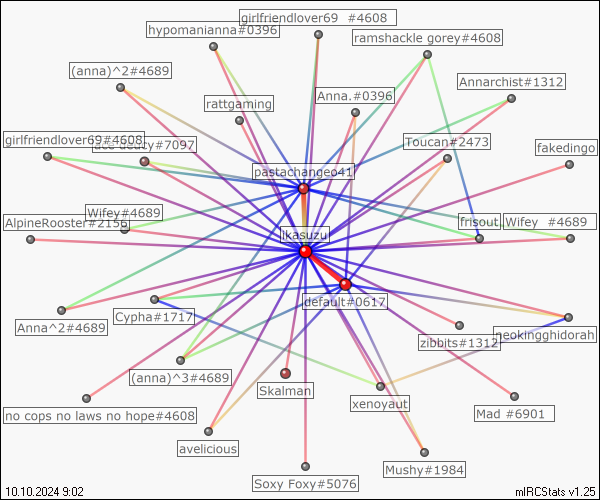 girlfriendlover69 #4608
hypomanianna#0396
ramshackle gorey#4608
(anna)^2#4689
Annarchist#1312
Anna.#0396
rattgaming
girlfriendlover69#4608
#7097
Toucan#2473
fakedingo
pastachangeo41
Wifey#4689
AlpineRooster#2156
frisout
Wifey #4689
jkasuzu
default#0617
Anna^2#4689
Cypha#1717
zibbits#1312
neokingghidorah
(anna)^3#4689
Skalman
xenoyaut
no cops no laws no hope#4608
Mad #6901
avelicious
Mushy#1984
Soxy Foxy#5076
10.10.2024 9:02
mIRCStats v1.25